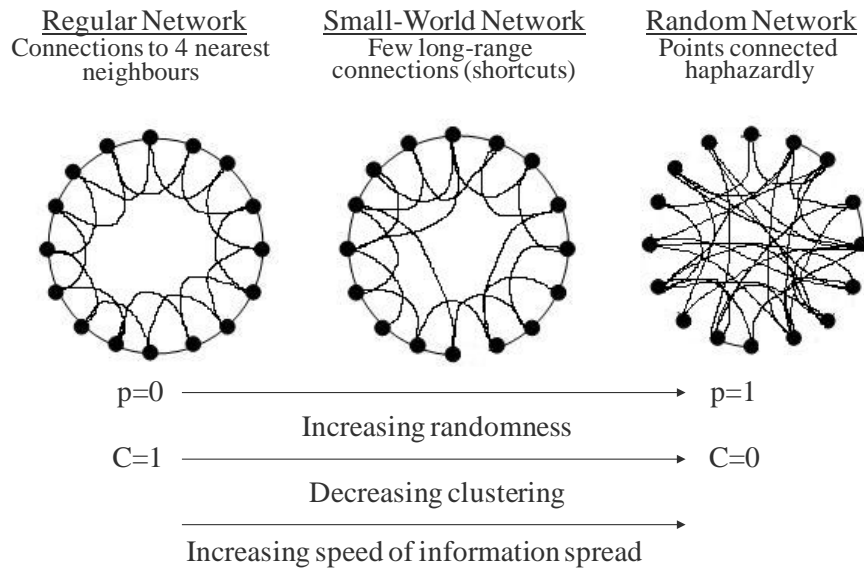 Regular Network
Connections to 4 nearest
neighbours
Small-World Network
Few long-range
connections (shortcuts)
Random Network
Points connected
haphazardly
p=0
p=1
Increasing randomness
C=1
C=0
Decreasing clustering
Increasing speed of information spread